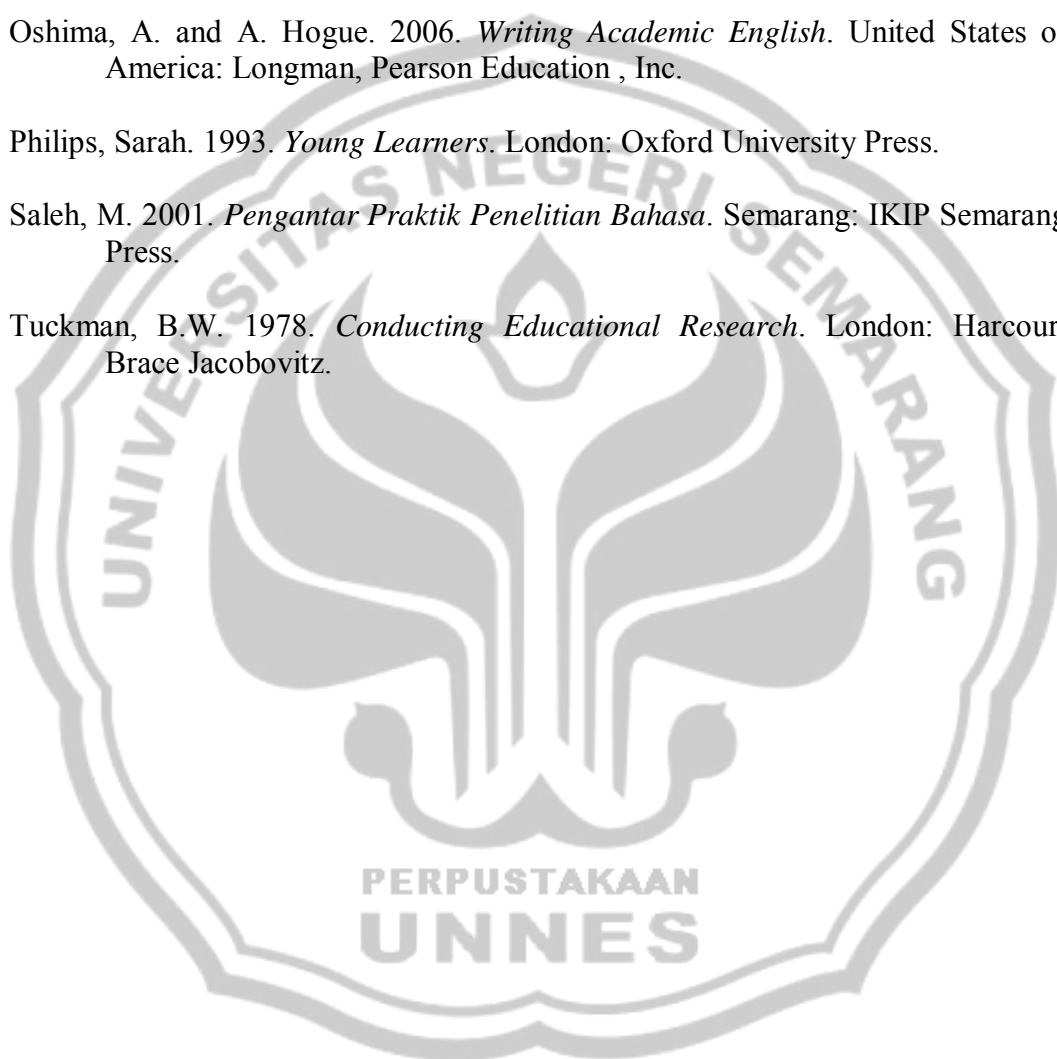 Oshima, A. and A. Hogue. 2006. Writing Academic English. United States o
America: Longman, Pearson Education , Inc.
Philips, Sarah. 1993. Young Learners. London: Oxford University Press.
Saleh, M. 2001. Pengantar Praktik Penelitian Bahasa. Semarang: IKIP Semarang
Press.
Tuckman, B.W. 1978. Conducting Educational Research. London: Harcour
Brace Jacobovitz.
UNIVERSITAS NEGERI SEMARANG
PERPUSTAKAAN
UNNES